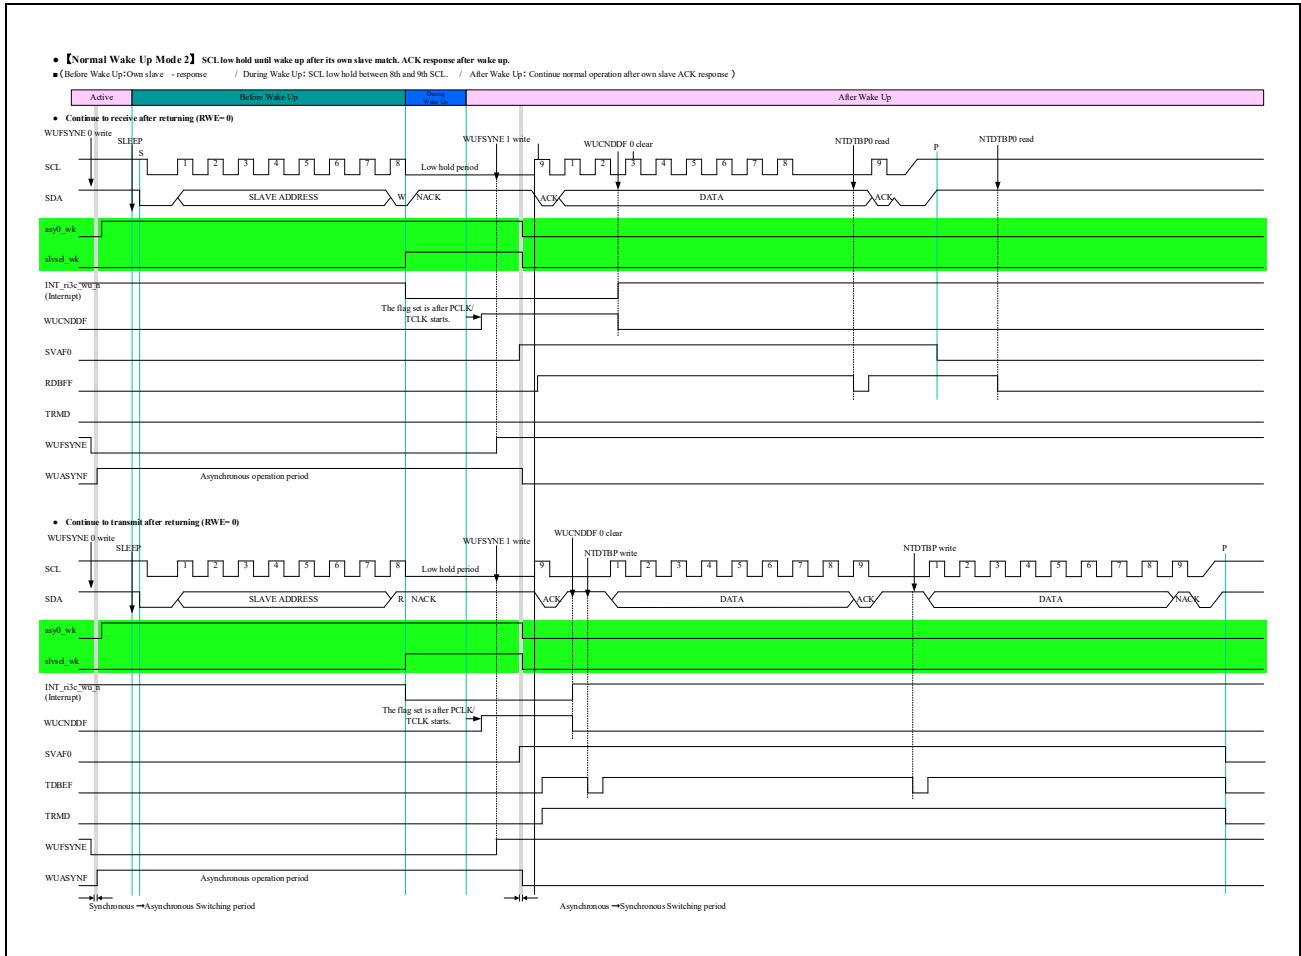 ● 【Normal Wake Up Mode 2】 SCL low hold until wake up after its own slave match. ACK response after wake up.
■ ( Before Wake Up: Own slave - response / During Wake Up: SCL low hold between 8th and 9th SCL. / After Wake Up: Continue normal operation after own slave ACK response )
Active Before Wake Up During Wake Up After Wake Up
● Continue to receive after returning (RWE= 0)
WUFSYNE 0 write SLEEP WUFSYNE 1 write WUCNDDF 0 clear NTDTBP0 read NTDTBP0 read
S P
SCL 1 2 3 4 5 6 7 8 Low hold period 9 1 2 3 4 5 6 7 8 9
SDA SLAVE ADDRESS W NACK ACK DATA ACK
asy0_wk
slvsel_wk
INT_ri3c_wu_n
(Interrupt)
The flag set is after PCLK/
TCLK starts.
WUCNDDF
SVAF0
RDBFF
TRMD
WUFSYNE
WUASYNF Asynchronous operation period
● Continue to transmit after returning (RWE= 0)
WUFSYNE 0 write SLEEP WUFSYNE 1 write WUCNDDF 0 clear NTDTBP write NTDTBP write P
S
SCL 1 2 3 4 5 6 7 8 Low hold period 9 1 2 3 4 5 6 7 8 9 1 2 3 4 5 6 7 8 9
SDA SLAVE ADDRESS R NACK ACK DATA ACK DATA NACK
asy0_wk
slvsel_wk
INT_ri3c_wu_n
(Interrupt)
The flag set is after PCLK/
TCLK starts.
WUCNDDF
SVAF0
TDBEF
TRMD
WUFSYNE
WUASYNF Asynchronous operation period
Synchronous →Asynchronous Switching period Asynchronous →Synchronous Switching period